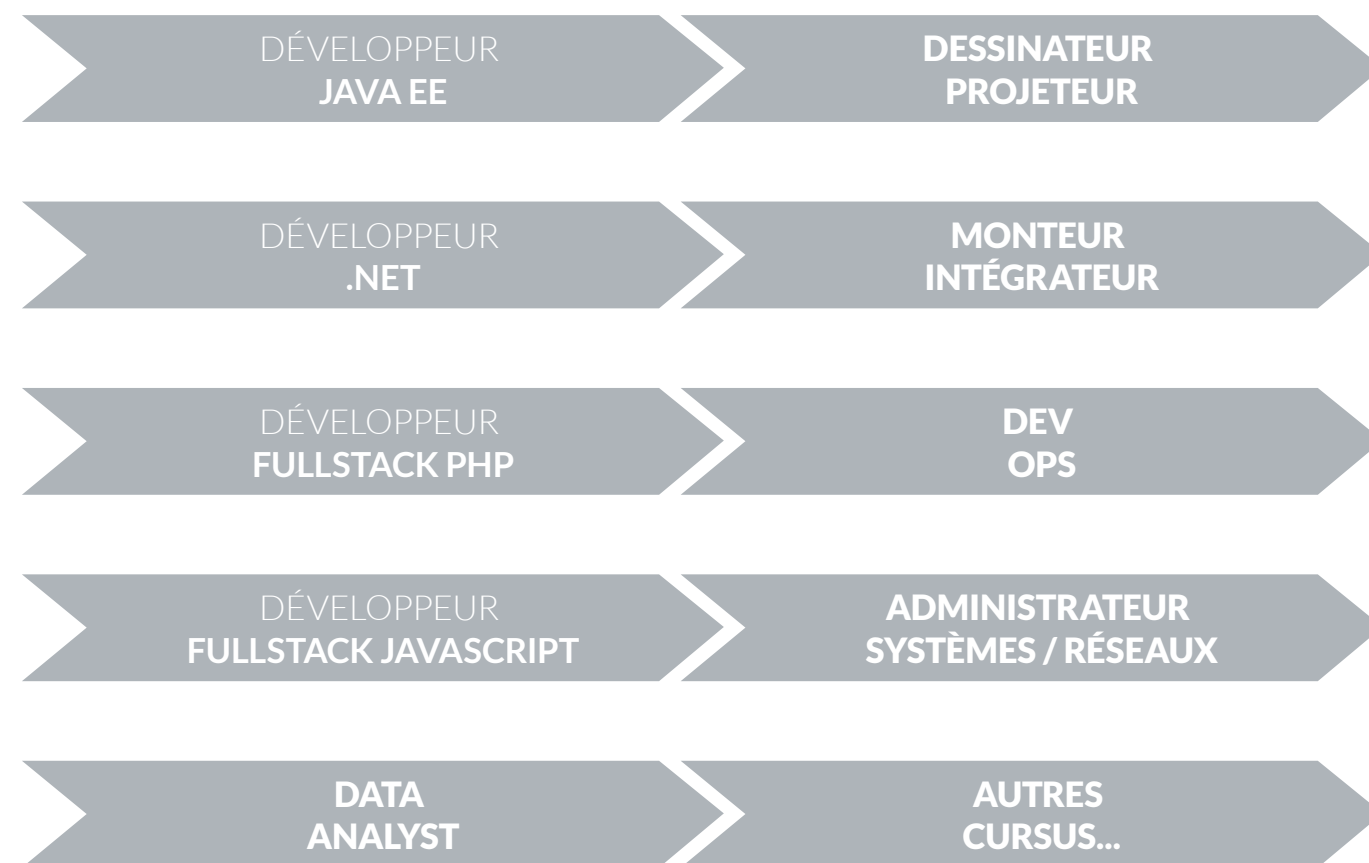 DÉVELOPPEUR
JAVA EE
DESSINATEUR
PROJETEUR
DÉVELOPPEUR
.NET
MONTEUR
INTÉGRATEUR
DÉVELOPPEUR
FULLSTACK PHP
DEV
OPS
DÉVELOPPEUR
FULLSTACK JAVASCRIPT
ADMINISTRATEUR
SYSTÈMES / RÉSEAUX
DATA
ANALYST
AUTRES
CURSUS...